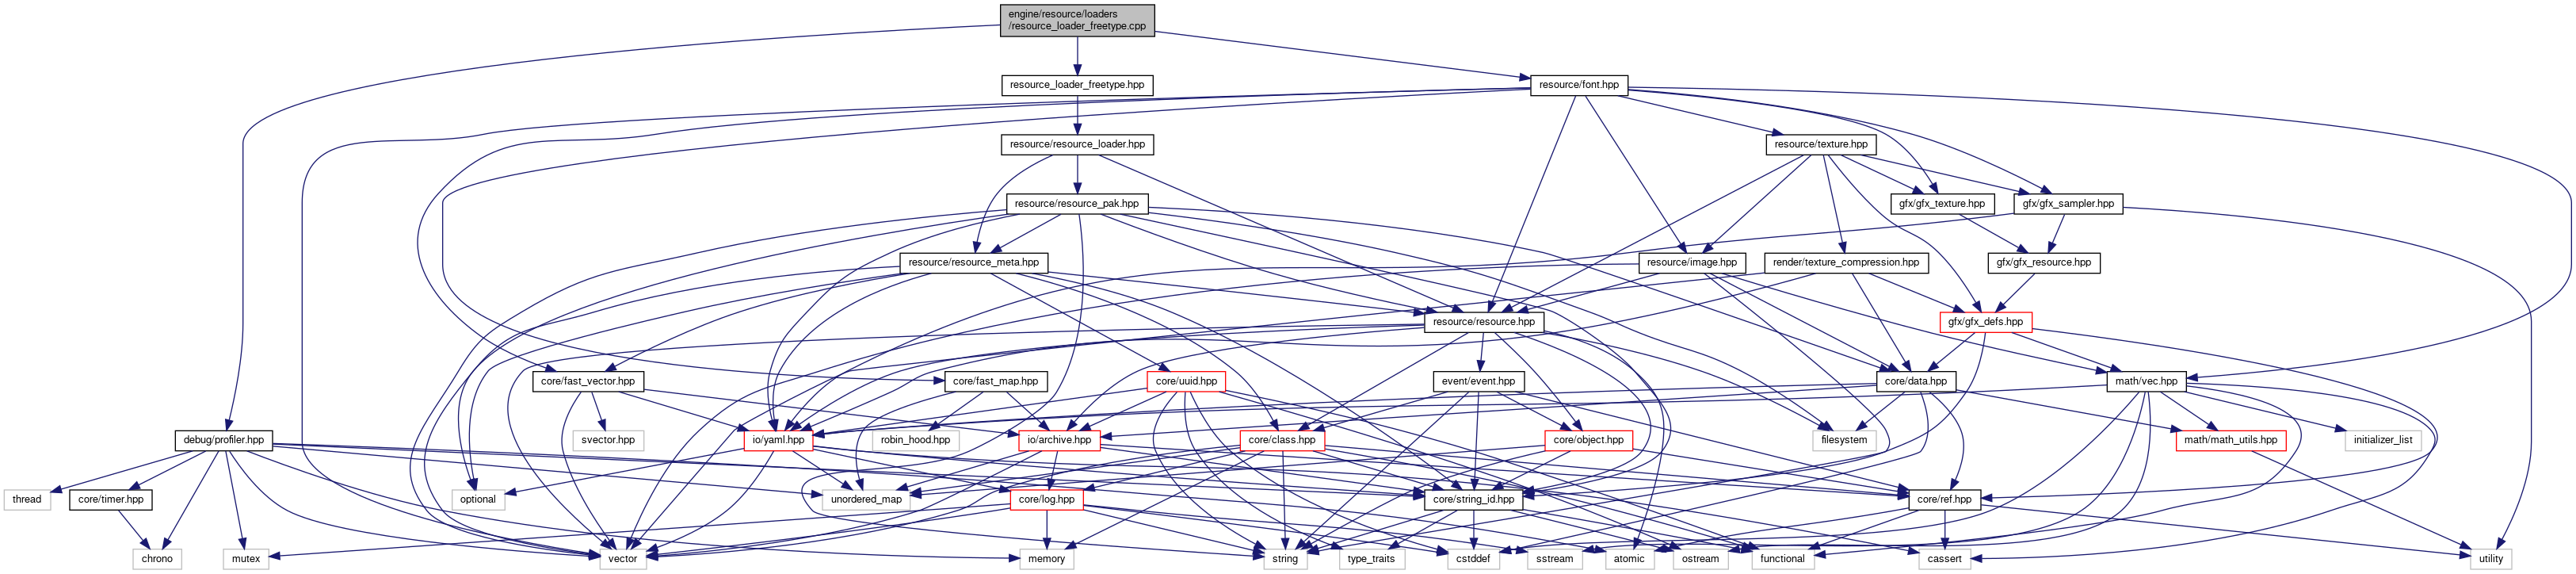 engine/resource/loaders
/resource_loader_freetype.cpp
resource_loader_freetype.hpp
resource/font.hpp
resource/resource_loader.hpp
resource/texture.hpp
resource/resource_pak.hpp
gfx/gfx_texture.hpp
gfx/gfx_sampler.hpp
resource/resource_meta.hpp
resource/image.hpp
render/texture_compression.hpp
gfx/gfx_resource.hpp
resource/resource.hpp
gfx/gfx_defs.hpp
core/fast_vector.hpp
core/fast_map.hpp
core/uuid.hpp
event/event.hpp
core/data.hpp
math/vec.hpp
debug/profiler.hpp
svector.hpp
io/yaml.hpp
robin_hood.hpp
io/archive.hpp
core/class.hpp
core/object.hpp
filesystem
math/math_utils.hpp
initializer_list
thread
core/timer.hpp
optional
unordered_map
core/log.hpp
core/string_id.hpp
core/ref.hpp
chrono
mutex
vector
memory
string
type_traits
cstddef
sstream
atomic
ostream
functional
cassert
utility